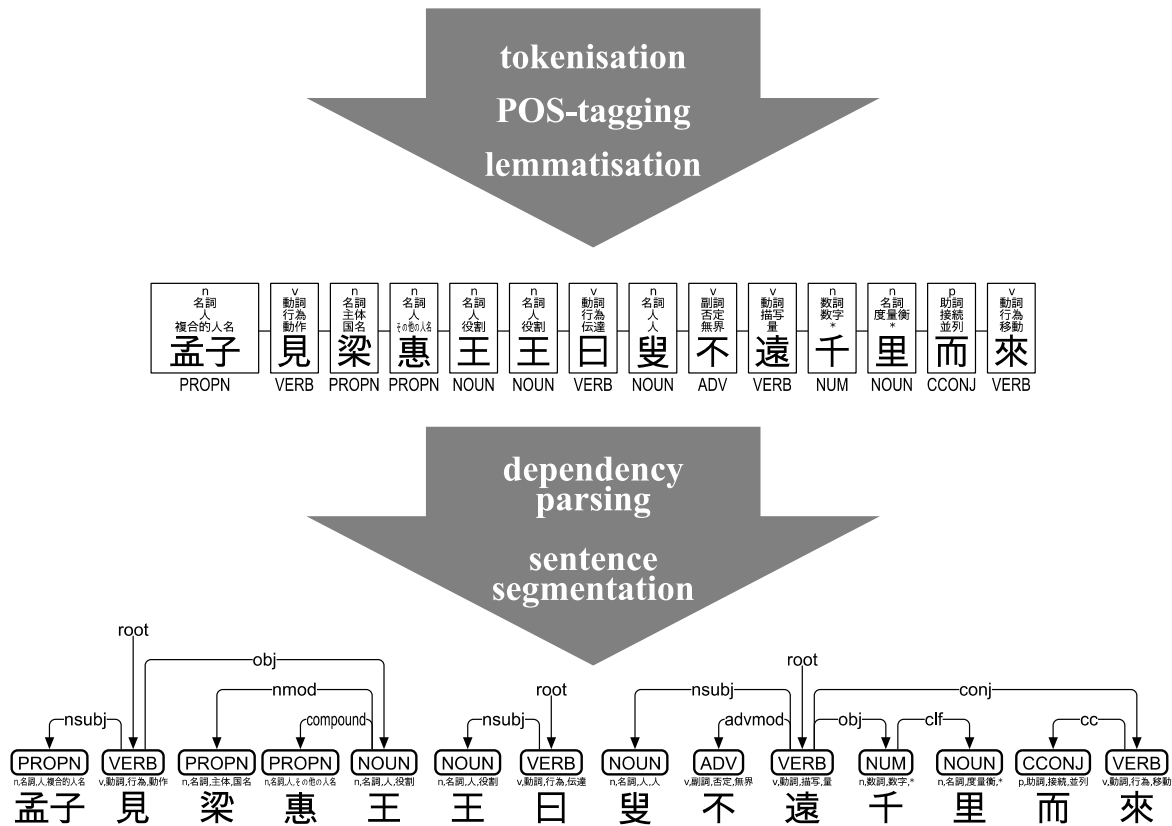 tokenisation
POS-tagging
lemmatisation
n 名詞 人 複合的人名 孟子 PROPN
v 動詞 行為 動作 見 VERB
n 名詞 主体 国名 梁 PROPN
n 名詞 人 その他の人名 惠 PROPN
n 名詞 人 役割 王 NOUN
n 名詞 人 役割 王 NOUN
v 動詞 行為 伝達 曰 VERB
n 名詞 人 人 叟 NOUN
v 副詞 否定 無界 不 ADV
v 動詞 描写 量 遠 VERB
n 数詞 数字 * 千 NUM
n 名詞 度量衡 * 里 NOUN
p 助詞 接続 並列 而 CCONJ
v 動詞 行為 移動 來 VERB
dependency
parsing
sentence
segmentation
root
obj
root
nmod
root
nsubj
conj
nsubj
compound
nsubj
advmod
obj
clf
cc
PROPN VERB PROPN PROPN NOUN NOUN VERB NOUN ADV VERB NUM NOUN CCONJ VERB
n,名詞,人,複合的人名 v,動詞,行為,動作 n,名詞,主体,国名 n,名詞,人,その他の人名 n,名詞,人,役割 n,名詞,人,役割 v,動詞,行為,伝達 n,名詞,人,人 v,副詞,否定,無界 v,動詞,描写,量 n,数詞,数字,* n,名詞,度量衡,* p,助詞,接続,並列 v,動詞,行為,移動
孟子 見 梁 惠 王 王 曰 叟 不 遠 千 里 而 來